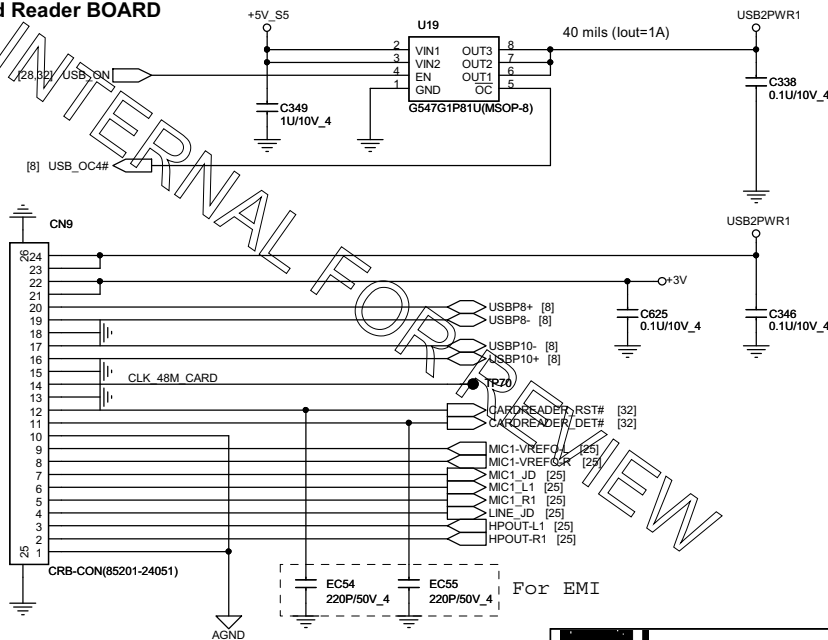 d Reader BOARD
+5V_S5
U19
USB2PWR1
40 mils (Iout=1A)
2 VIN1 OUT3 8
3 VIN2 OUT2 7
4 EN OUT1 6
1 GND OC 5
G547G1P81U(MSOP-8)
[28,32] USB_ON
C349
1U/10V_4
C338
0.1U/10V_4
[8] USB_OC4#
INTERNAL FOR REVIEW
CN9
USB2PWR1
26
24
23
22
21
+3V
20 USBP8+ [8]
19 USBP8- [8]
18
C625
0.1U/10V_4
C346
0.1U/10V_4
17 USBP10- [8]
16 USBP10+ [8]
15
14 CLK_48M_CARD TP70
13
12 CARDREADER_RST# [32]
11 CARDREADER_DET# [32]
10
9 MIC1-VREFO-L [25]
8 MIC1-VREFO-R [25]
7 MIC1_JD [25]
6 MIC1_L1 [25]
5 MIC1_R1 [25]
4 LINE_JD [25]
3 HPOUT-L1 [25]
2 HPOUT-R1 [25]
1
25
CRB-CON(85201-24051)
EC54
220P/50V_4
EC55
220P/50V_4
For EMI
AGND